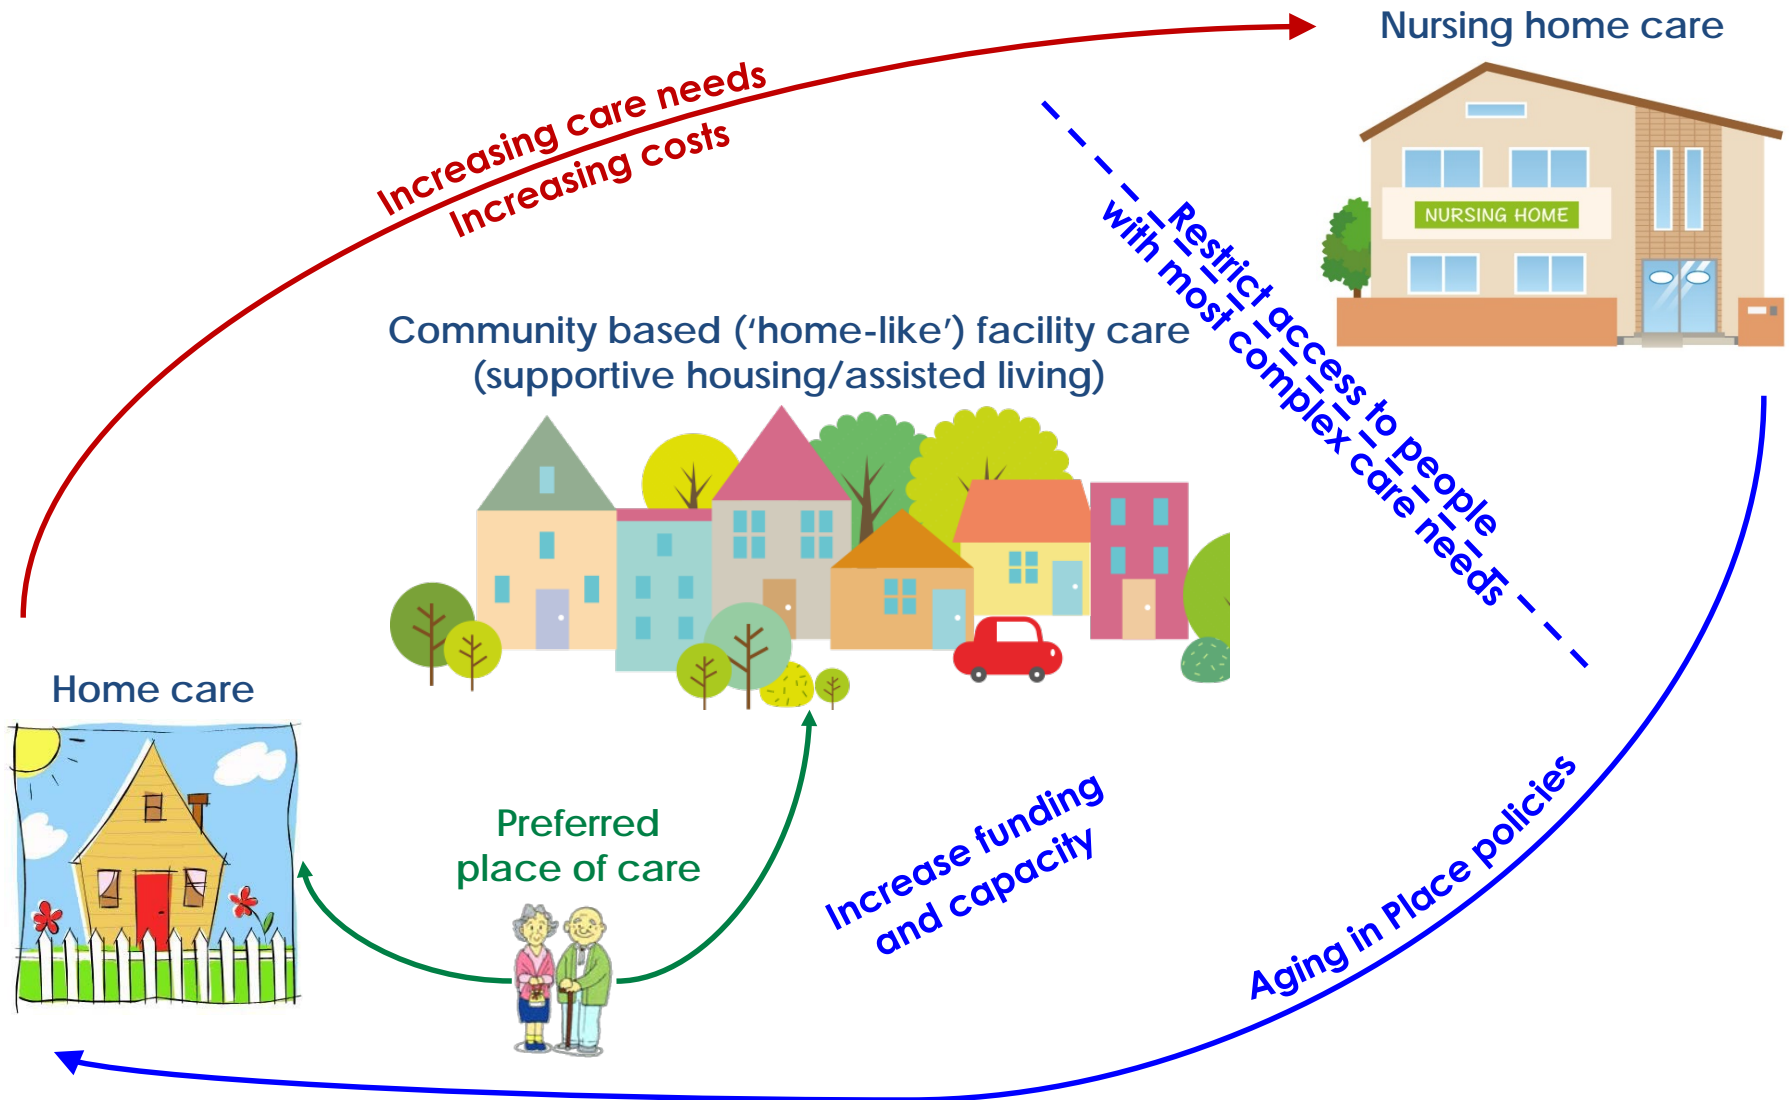 Nursing home care
Increasing care needs
Increasing costs
NURSING HOME
Restrict access to people
with most complex care needs
Community based (‘home-like’) facility care
(supportive housing/assisted living)
Home care
Preferred
place of care
Increase funding
and capacity
Aging in Place policies